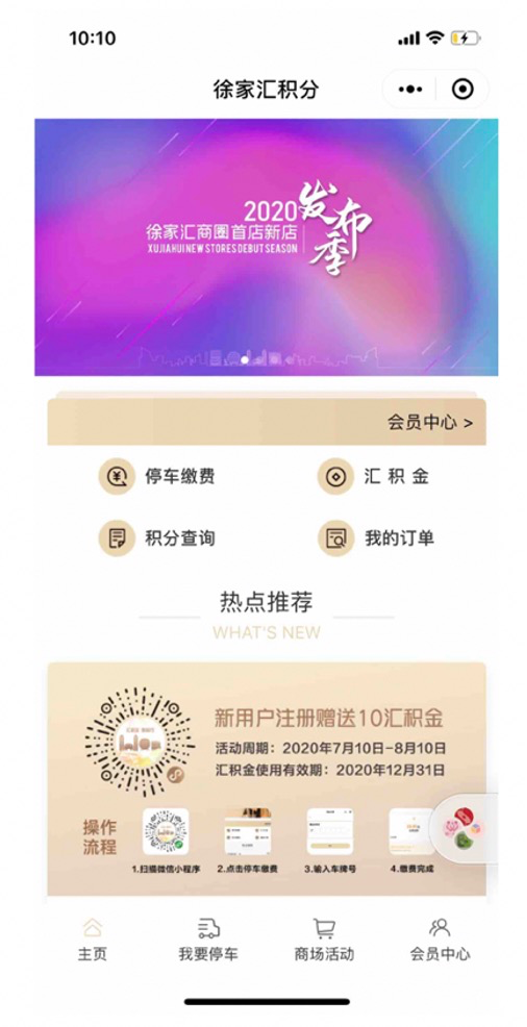 10:10
徐家汇积分
2020
徐家汇商圈首店新店
XUJIAHUI NEW STORES DEBUT SEASON
发布季
会员中心 >
停车缴费
汇积金
积分查询
我的订单
热点推荐
WHAT'S NEW
新用户注册赠送10汇积金
活动周期：2020年7月10日-8月10日
汇积金使用有效期：2020年12月31日
操作
流程
1.扫描微信小程序
2.点击停车缴费
3.输入车牌号
4.缴费完成
主页
我要停车
商场活动
会员中心